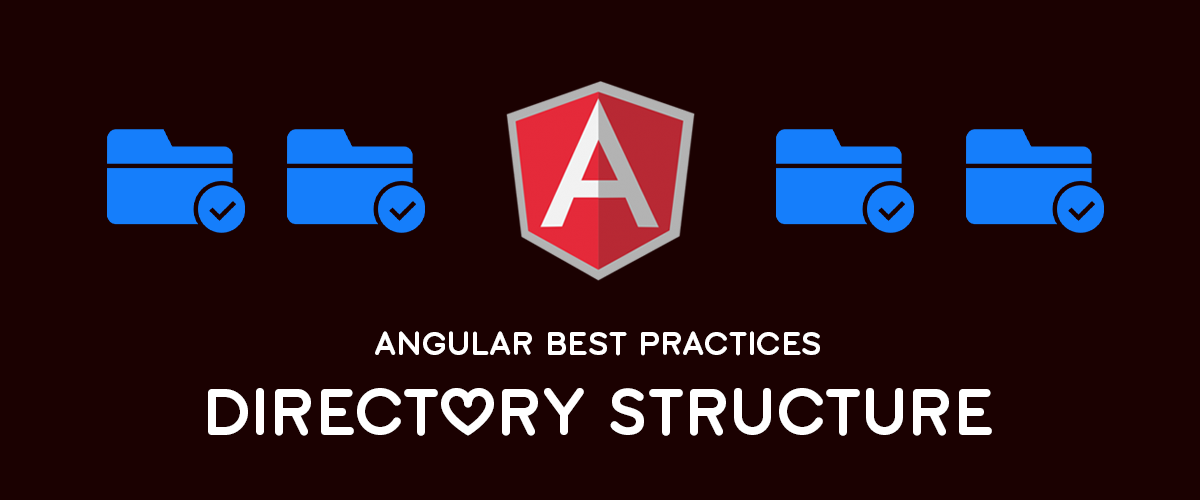 A
ANGULAR BEST PRACTICES
DIRECTORY STRUCTURE